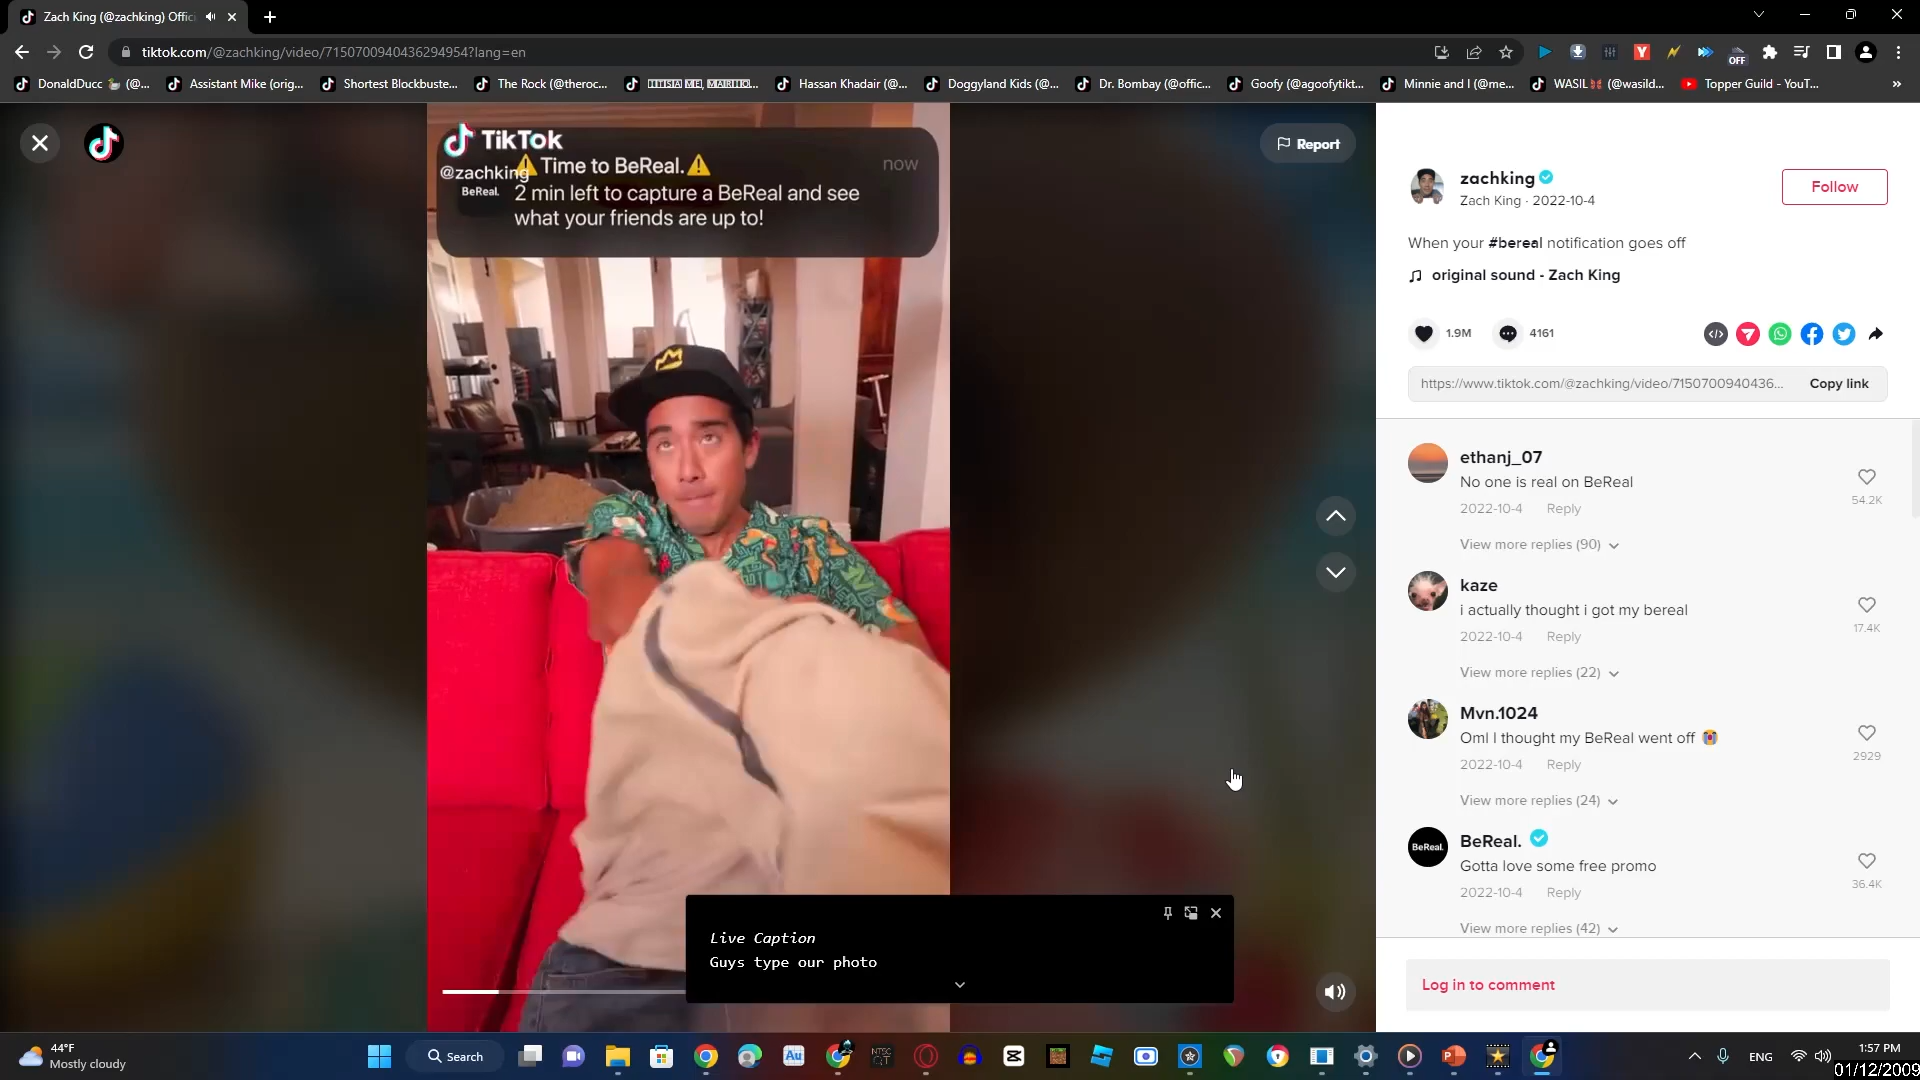 Zach King (@zachking) Offici
tiktok.com/@zachking/video/7150700940436294954?lang=en
OFF
DonaldDucc 🦆 (@...
Assistant Mike (orig...
Shortest Blockbuste...
The Rock (@theroc...
Hassan Khadair (@...
Doggyland Kids (@...
Dr. Bombay (@offic...
Goofy (@agoofytikt...
Minnie and I (@me...
WASIL (@wasild...
Topper Guild - YouT...
»
TikTok
@zachking
⚠️Time to BeReal.⚠️
now
BeReal.
2 min left to capture a BeReal and see
what your friends are up to!
Report
zachking
Zach King · 2022-10-4
Follow
When your #bereal notification goes off
original sound - Zach King
1.9M
4161
https://www.tiktok.com/@zachking/video/7150700940436...
Copy link
ethanj_07
No one is real on BeReal
2022-10-4 Reply
54.2K
View more replies (90)
kaze
i actually thought i got my bereal
2022-10-4 Reply
17.4K
View more replies (22)
Mvn.1024
Oml I thought my BeReal went off 😭
2022-10-4 Reply
2929
View more replies (24)
BeReal.
BeReal.
Gotta love some free promo
2022-10-4 Reply
36.4K
View more replies (42)
Log in to comment
Live Caption
Guys type our photo
44°F
Mostly cloudy
Search
Au
NTSC
QT
ENG
1:57 PM
01/12/2009